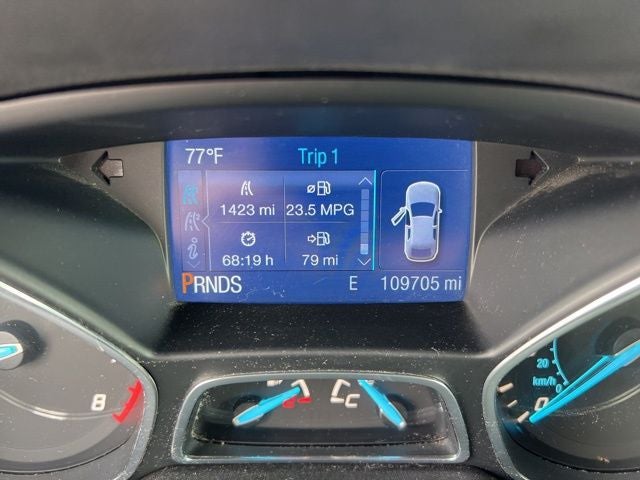 77°F Trip 1
1423 mi 23.5 MPG
68:19 h 79 mi
PRNDS E 109705 mi
8
20
km/h
0
0